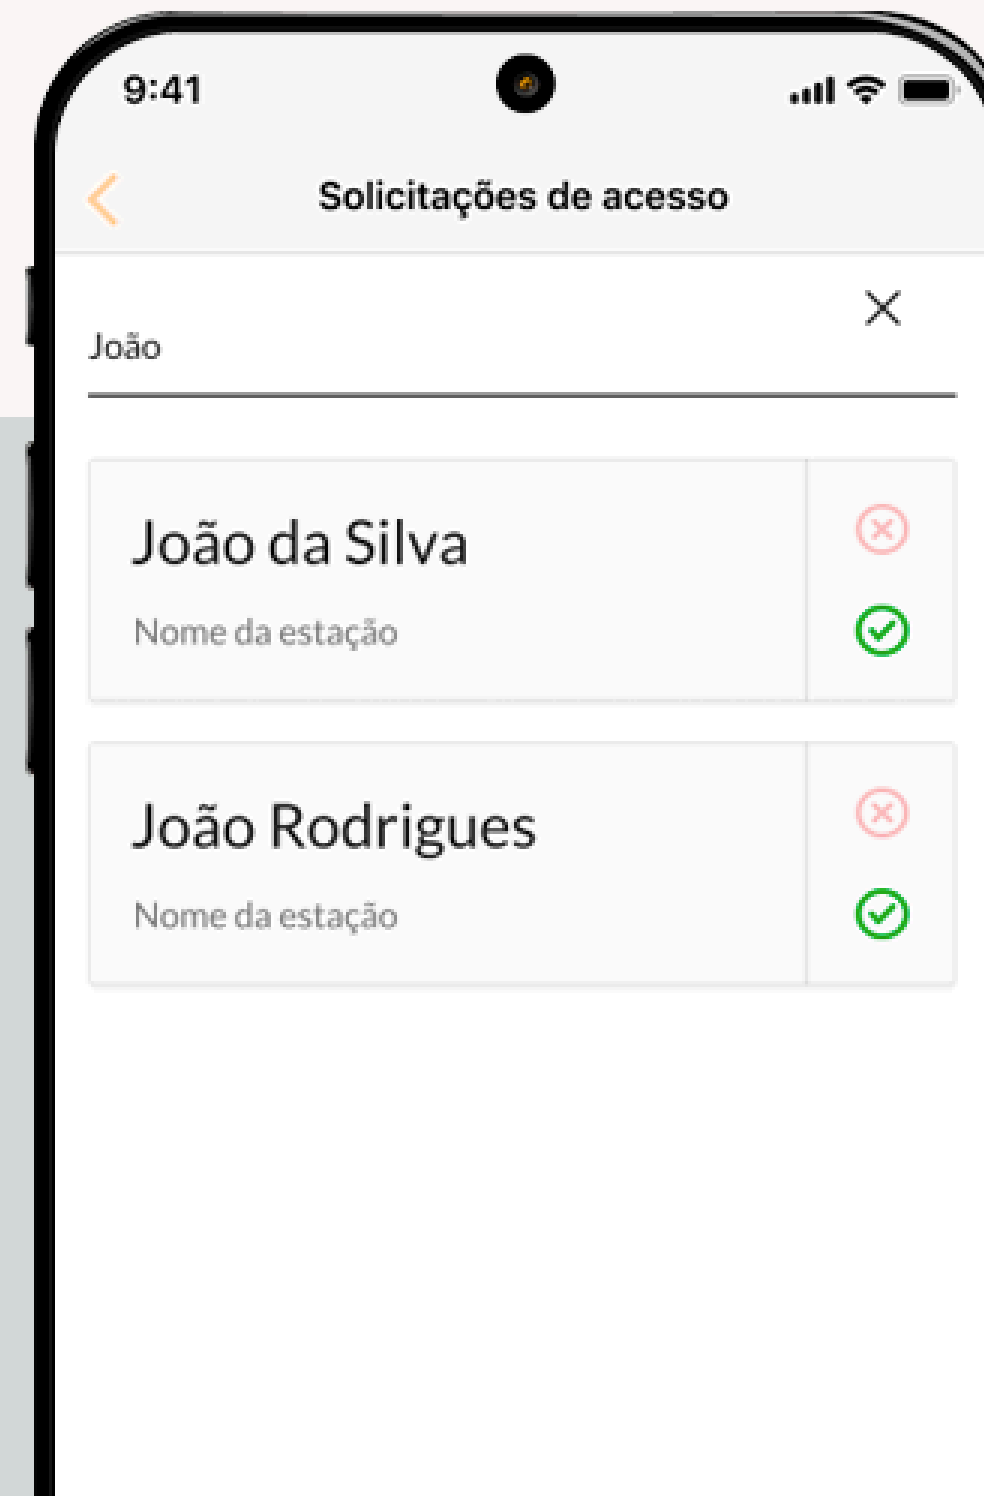 9:41
Solicitações de acesso
João
João da Silva
Nome da estação
João Rodrigues
Nome da estação